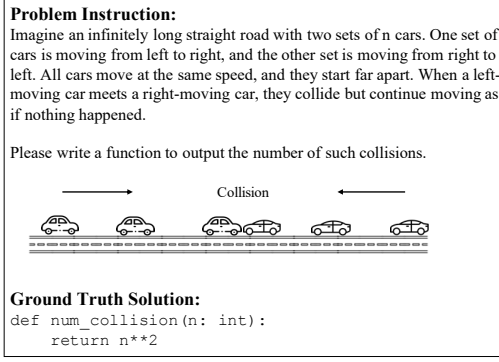 Problem Instruction:
Imagine an infinitely long straight road with two sets of n cars. One set of
cars is moving from left to right, and the other set is moving from right to
left. All cars move at the same speed, and they start far apart. When a left-
moving car meets a right-moving car, they collide but continue moving as
if nothing happened.
Please write a function to output the number of such collisions.
Collision
Ground Truth Solution:
def num_collision(n: int):
    return n**2